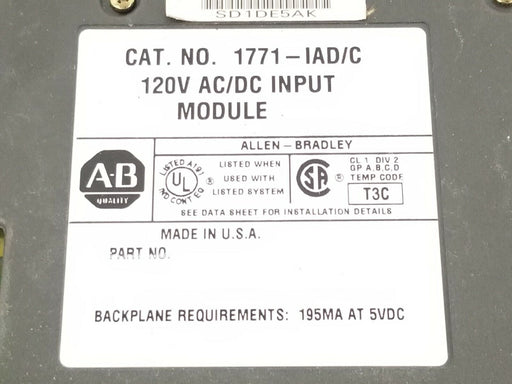 SD1DE5AK
CAT. NO. 1771-IAD/C
120V AC/DC INPUT
MODULE
ALLEN-BRADLEY
A-B
QUALITY
LISTED A191
UL ®
IND CONT EQ
LISTED WHEN
USED WITH
LISTED SYSTEM
SA ®
CL 1 DIV 2
GP A,B,C,D
TEMP CODE
T3C
SEE DATA SHEET FOR INSTALLATION DETAILS
MADE IN U.S.A.
PART NO.
BACKPLANE REQUIREMENTS: 195MA AT 5VDC